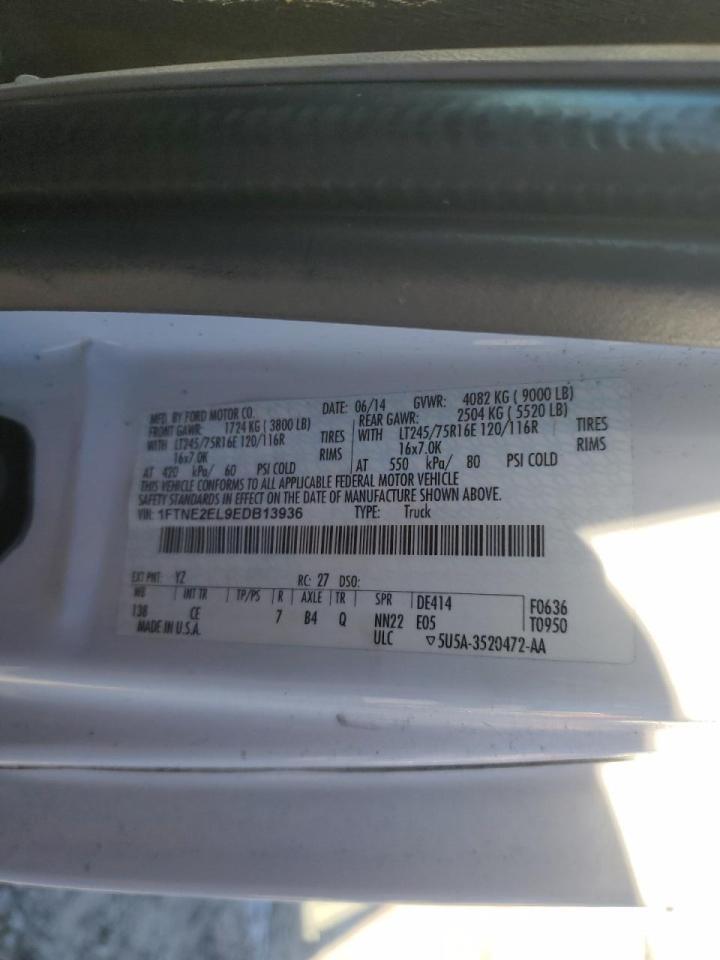 MFD. BY FORD MOTOR CO.
DATE: 06/14 GVWR: 4082 KG ( 9000 LB)
FRONT GAWR: 1724 KG ( 3800 LB) REAR GAWR: 2504 KG ( 5520 LB)
WITH LT245/75R16E 120/116R TIRES WITH LT245/75R16E 120/116R TIRES
16x7.0K RIMS 16x7.0K RIMS
AT 420 kPa/ 60 PSI COLD AT 550 kPa/ 80 PSI COLD
THIS VEHICLE CONFORMS TO ALL APPLICABLE FEDERAL MOTOR VEHICLE
SAFETY STANDARDS IN EFFECT ON THE DATE OF MANUFACTURE SHOWN ABOVE.
VIN: 1FTNE2EL9EDB13936 TYPE: Truck
EXT PNT: YZ RC: 27 DSO:
WB INT TR TP/PS R AXLE TR SPR DE414 F0636
138 CE 7 B4 Q NN22 E05 T0950
MADE IN U.S.A. ULC ▽5U5A-3520472-AA